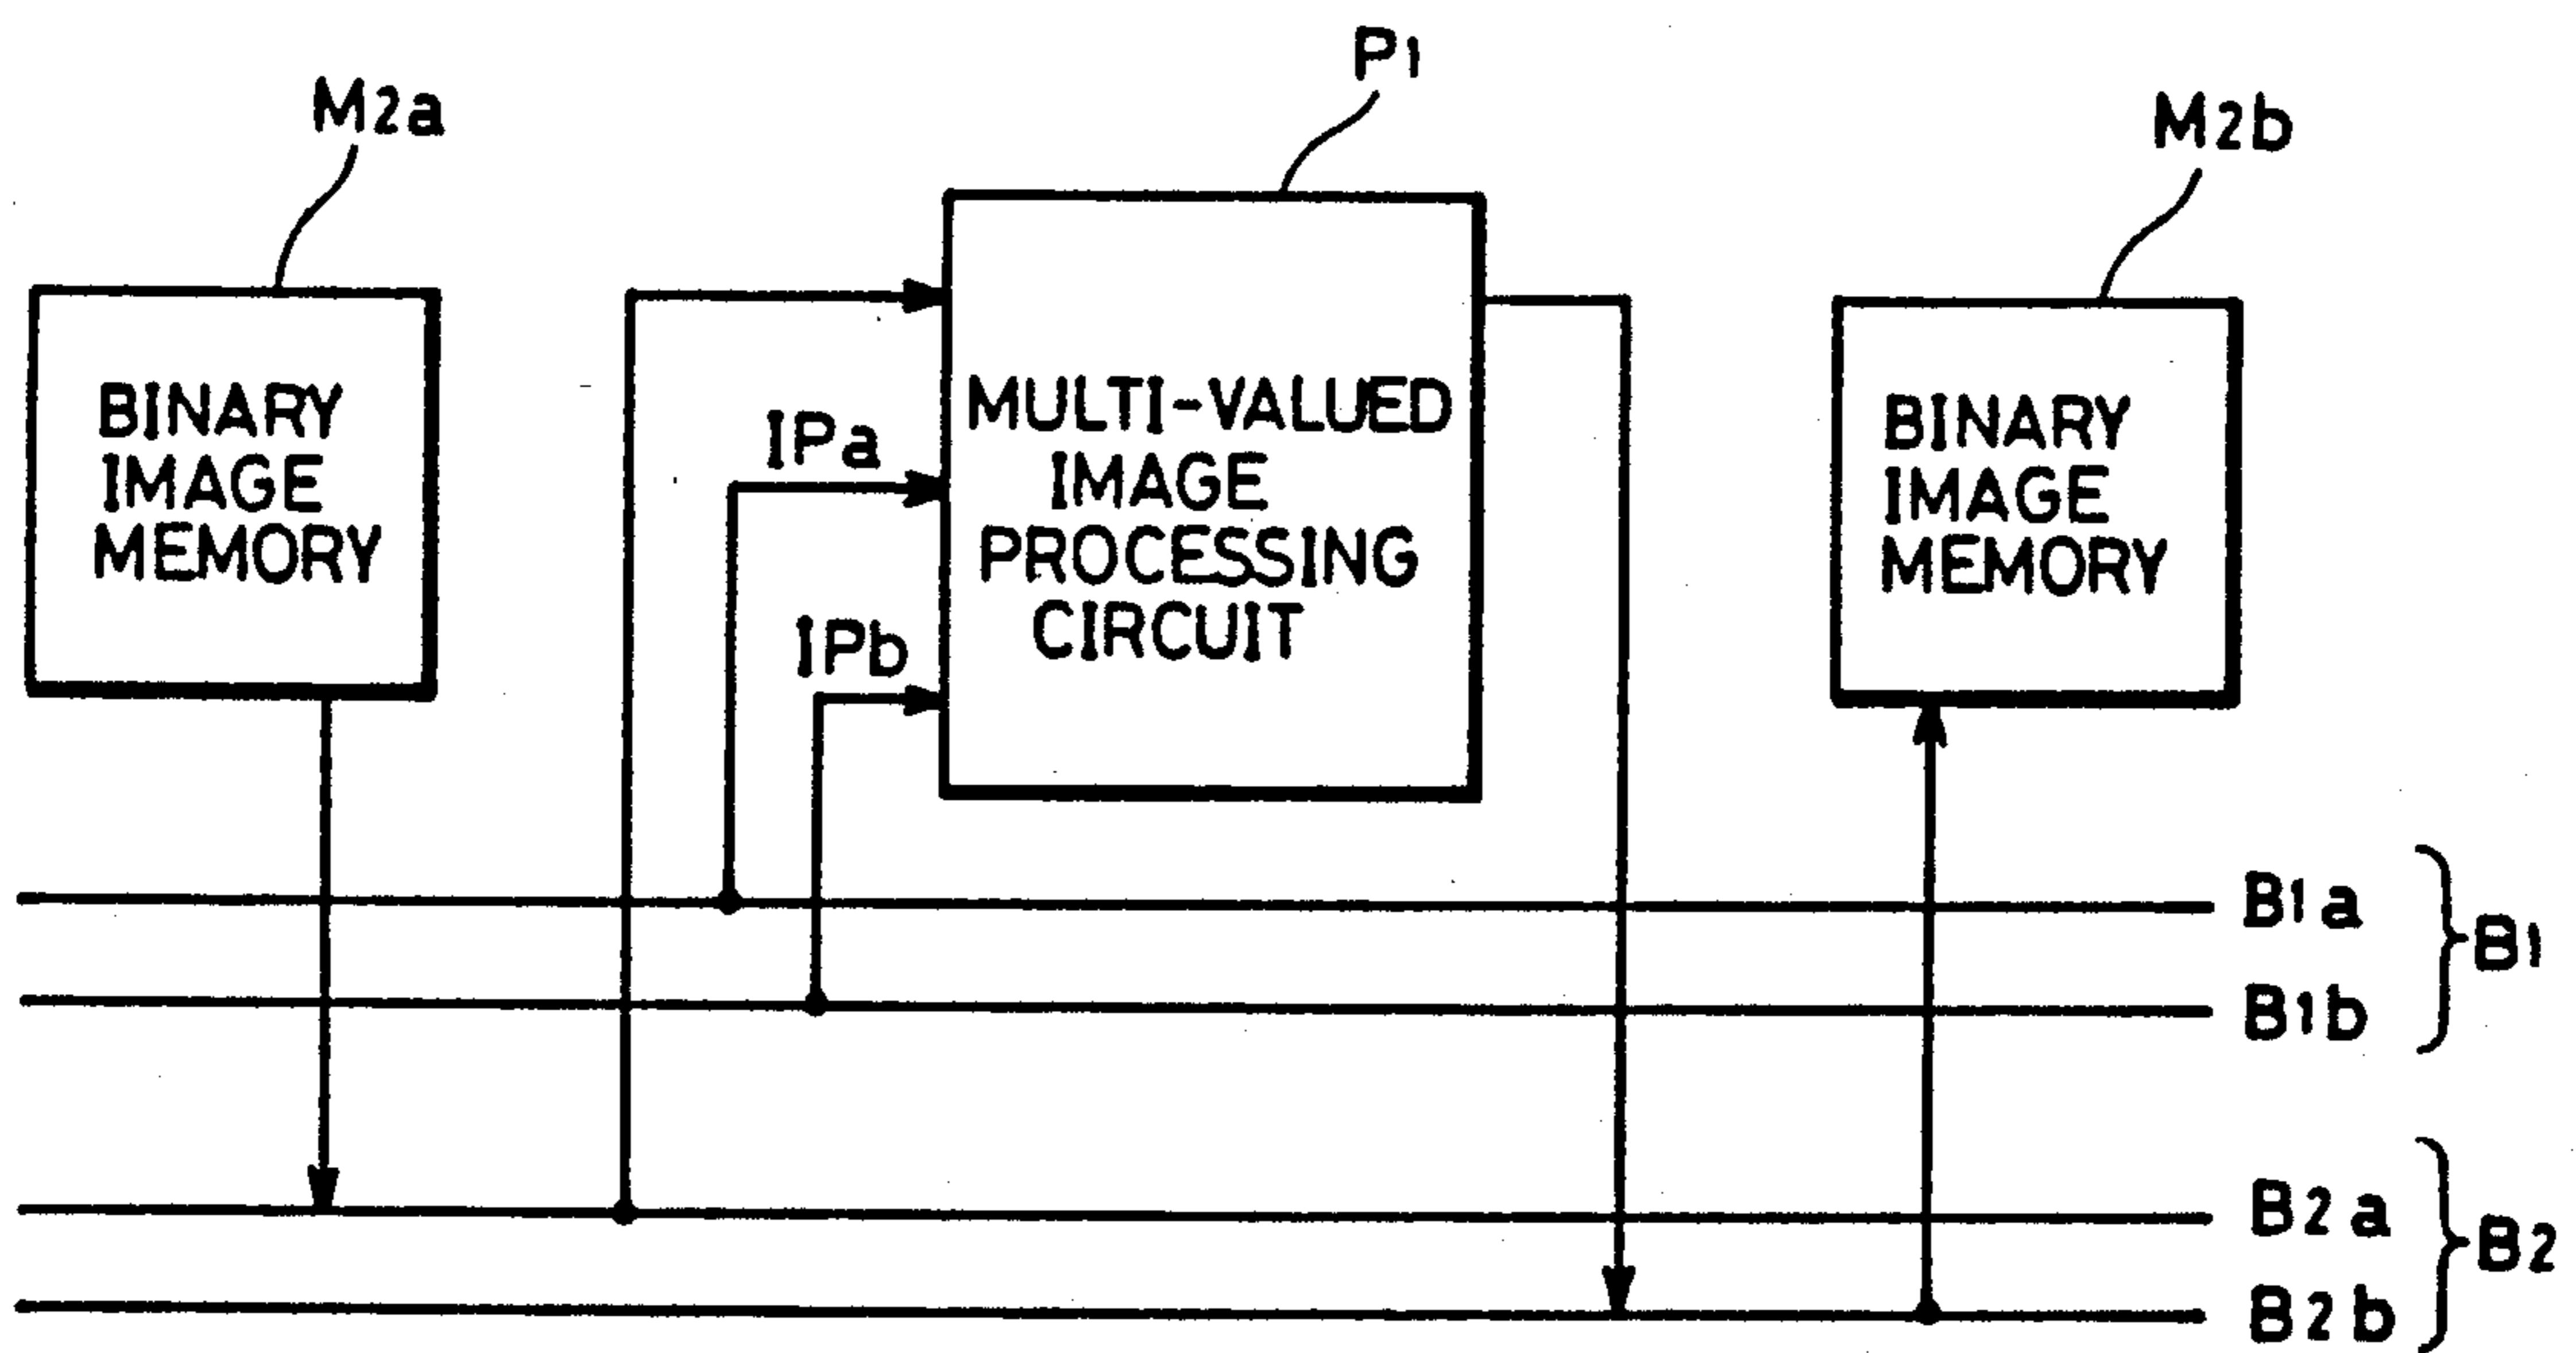 M2a
P1
M2b
BINARY
IMAGE
MEMORY
IPa
IPb
MULTI-VALUED
IMAGE
PROCESSING
CIRCUIT
BINARY
IMAGE
MEMORY
B1a
B1b
B1
B2a
B2b
B2